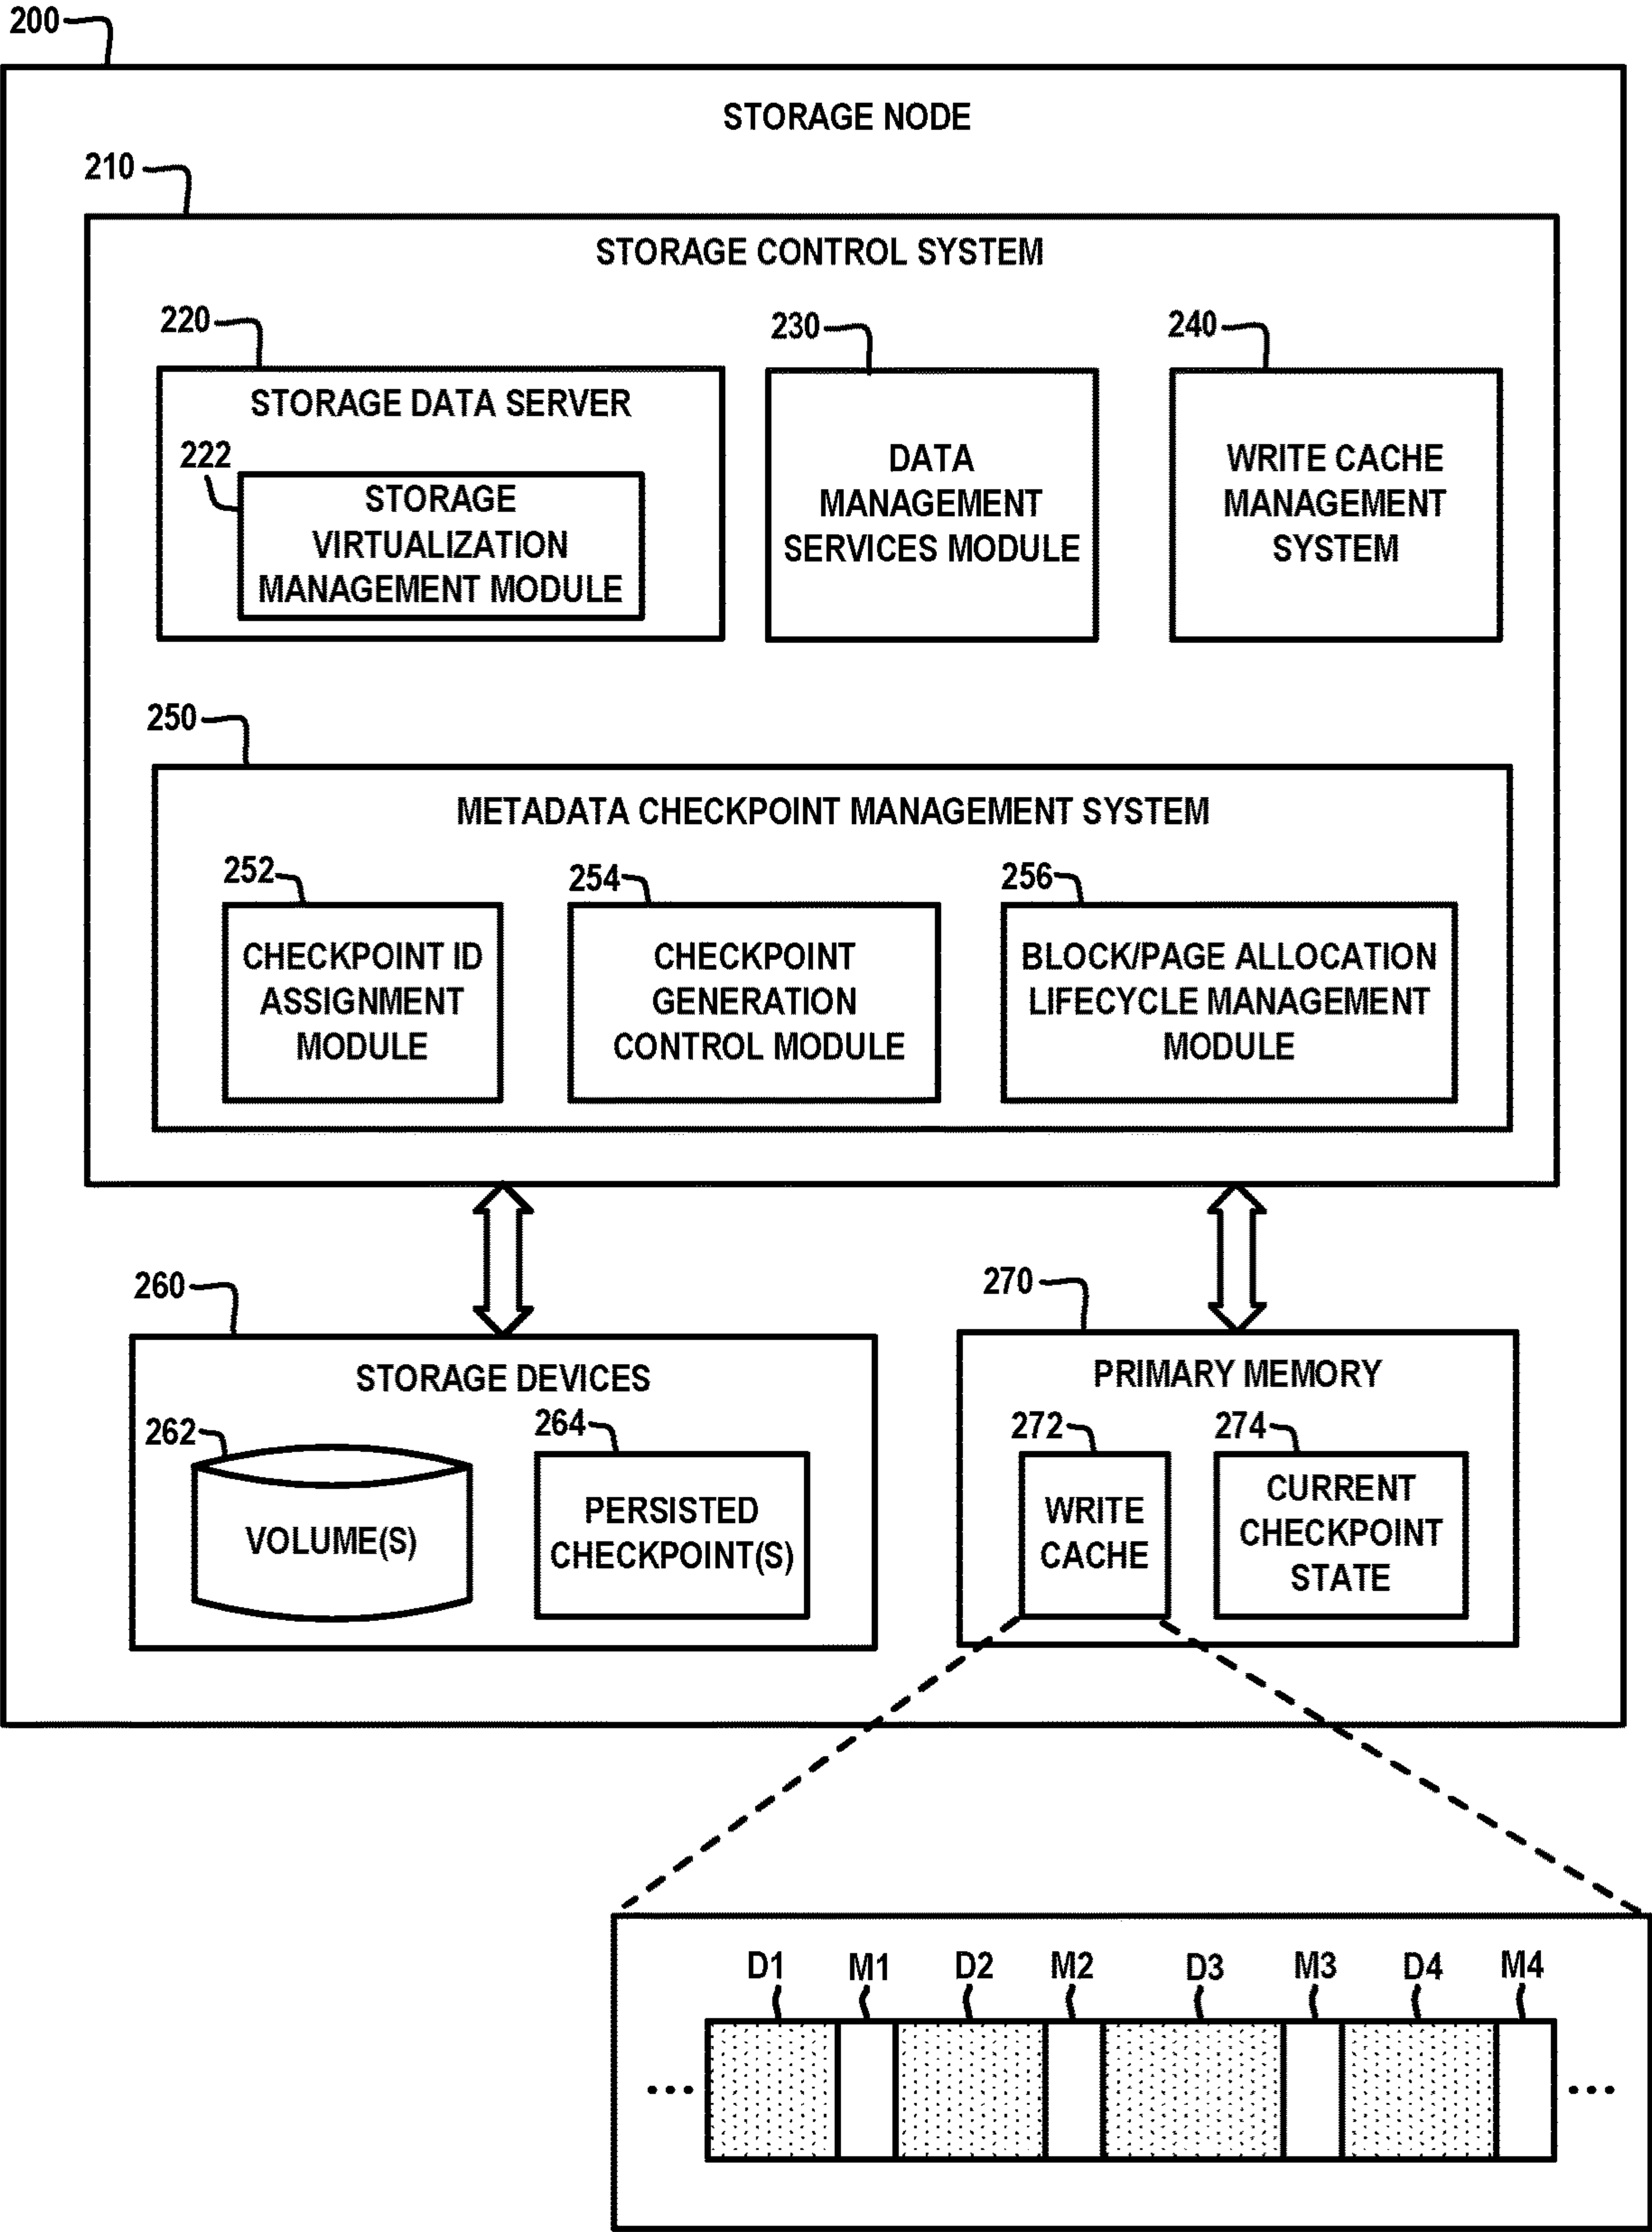 200
STORAGE NODE
210
STORAGE CONTROL SYSTEM
220
STORAGE DATA SERVER
222
STORAGE
VIRTUALIZATION
MANAGEMENT MODULE
230
DATA
MANAGEMENT
SERVICES MODULE
240
WRITE CACHE
MANAGEMENT
SYSTEM
250
METADATA CHECKPOINT MANAGEMENT SYSTEM
252
CHECKPOINT ID
ASSIGNMENT
MODULE
254
CHECKPOINT
GENERATION
CONTROL MODULE
256
BLOCK/PAGE ALLOCATION
LIFECYCLE MANAGEMENT
MODULE
260
STORAGE DEVICES
262
VOLUME(S)
264
PERSISTED
CHECKPOINT(S)
270
PRIMARY MEMORY
272
WRITE
CACHE
274
CURRENT
CHECKPOINT
STATE
D1 M1 D2 M2 D3 M3 D4 M4
... ...